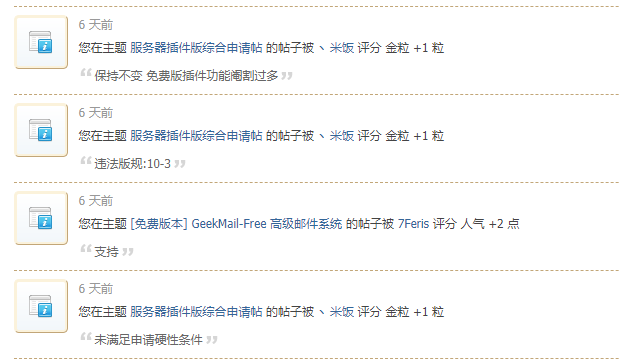 6 天前
您在主题 服务器插件版综合申请帖 的帖子被 丶米饭 评分 金粒 +1 粒
“ 保持不变 免费版插件功能阉割过多 ”
6 天前
您在主题 服务器插件版综合申请帖 的帖子被 丶米饭 评分 金粒 +1 粒
“ 违法版规:10-3 ”
6 天前
您在主题 [免费版本] GeekMail-Free 高级邮件系统 的帖子被 7Feris 评分 人气 +2 点
“ 支持 ”
6 天前
您在主题 服务器插件版综合申请帖 的帖子被 丶米饭 评分 金粒 +1 粒
“ 未满足申请硬性条件 ”